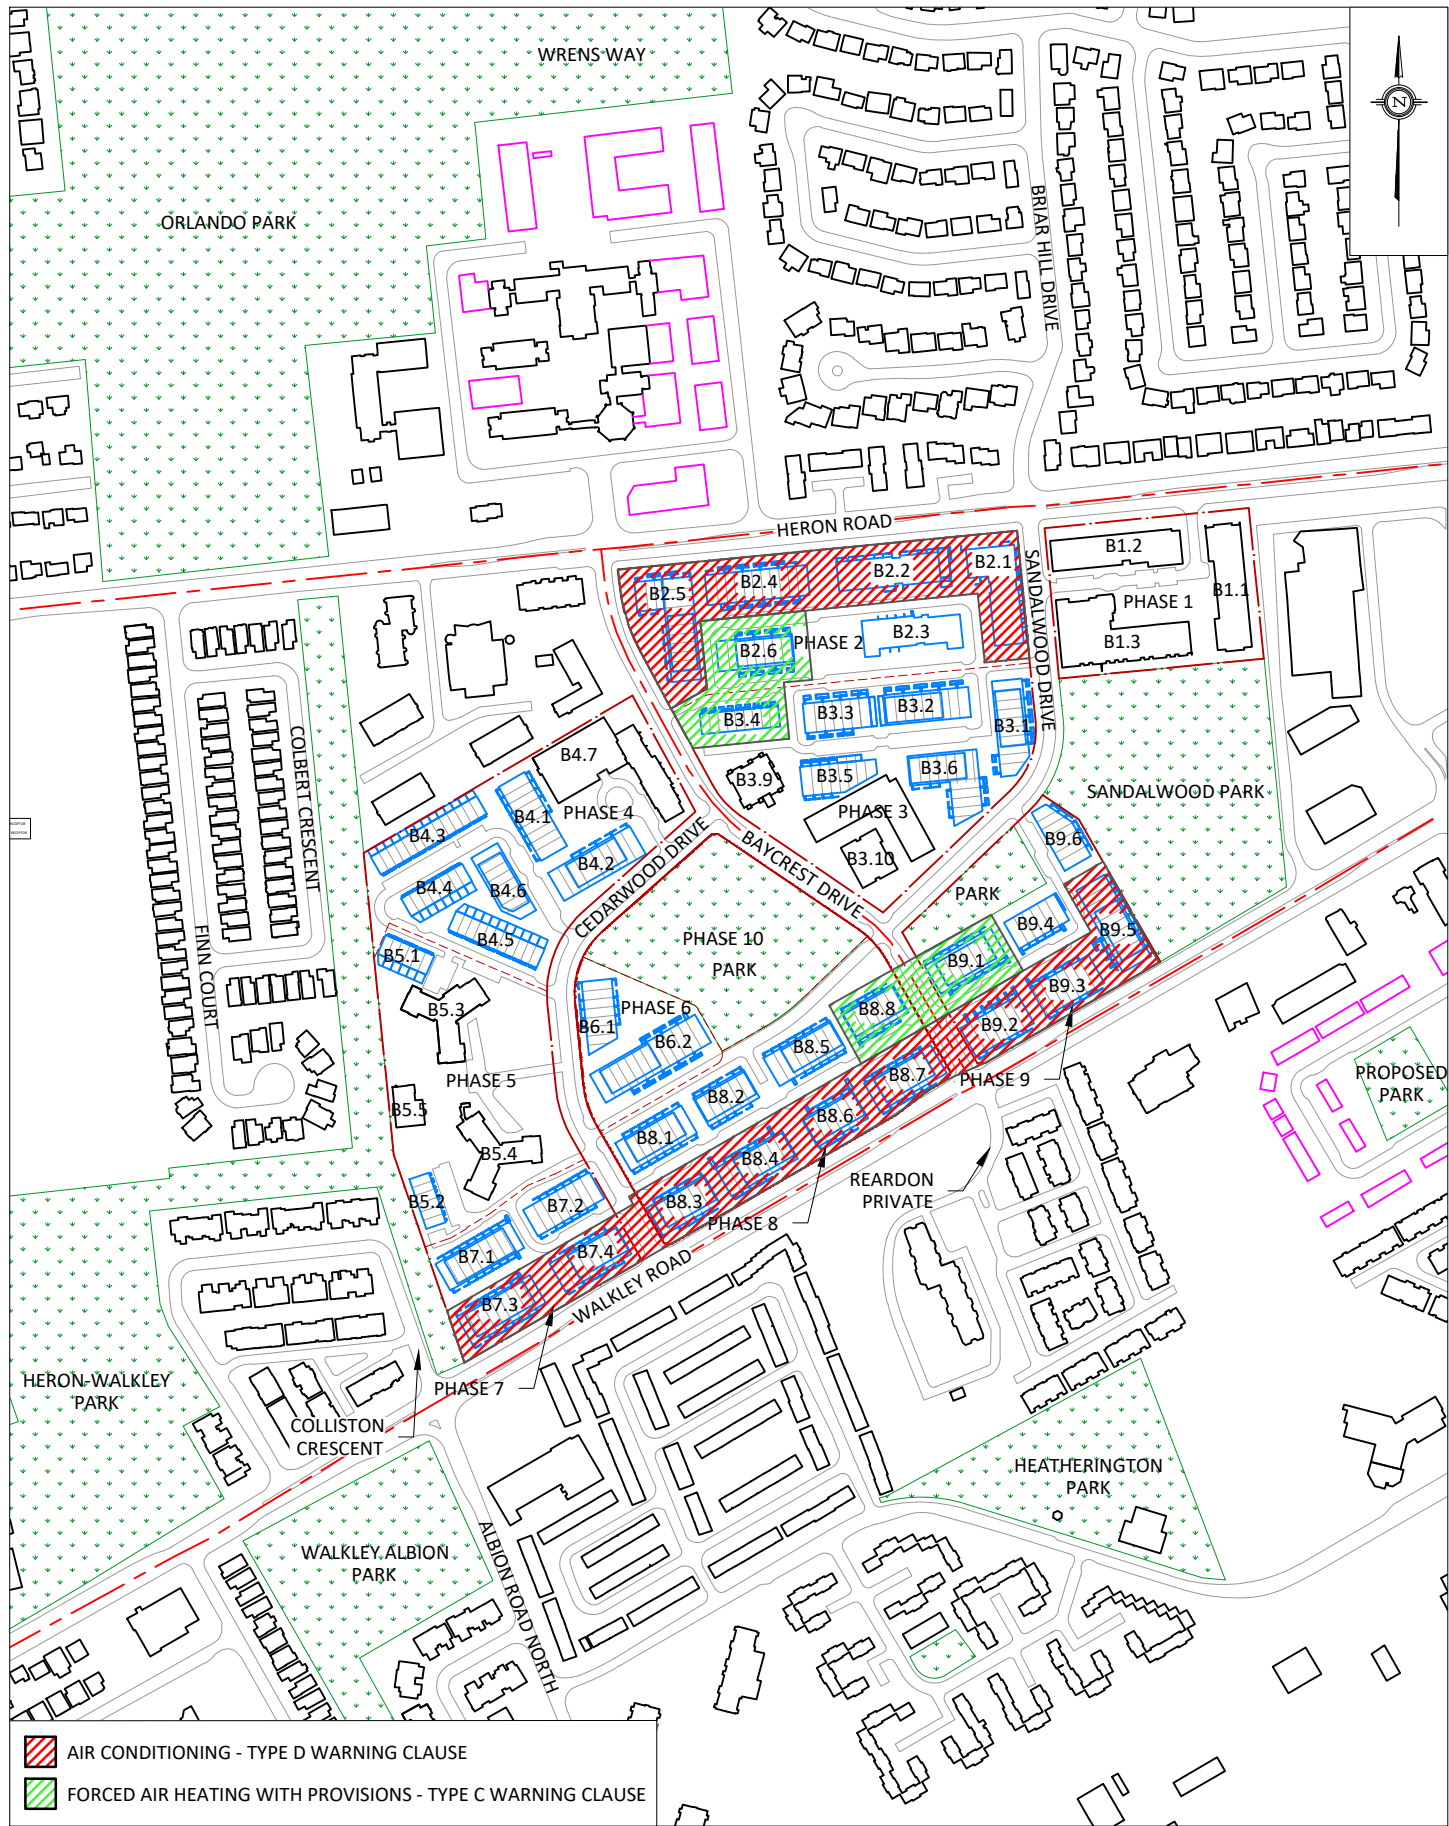 WRENS WAY
N
ORLANDO PARK
BRIAR HILL DRIVE
HERON ROAD
B1.2
B2.1
B2.2
B2.4
B2.5
SANDALWOOD DRIVE
B1.1
PHASE 1
B1.3
B2.3
PHASE 2
B2.6
B3.4
B3.3
B3.2
B3.1
B4.7
B3.9
B3.5
B3.6
COLBERT CRESCENT
PHASE 4
PHASE 3
SANDALWOOD PARK
B4.1
B4.3
B4.2
CEDARWOOD DRIVE
BAYCREST DRIVE
B3.10
B9.6
B4.4
B4.6
PARK
B4.5
PHASE 10
PARK
B9.4
B9.5
FINN COURT
B5.1
B9.1
B9.3
B5.3
PHASE 6
B6.1
B8.8
B9.2
B6.2
B8.5
PHASE 5
B8.7
PHASE 9
PROPOSED
PARK
B5.5
B8.2
B8.6
B8.1
B5.4
B8.4
REARDON
PRIVATE
B5.2
B7.2
B8.3
PHASE 8
B7.1
B7.4
WALKLEY ROAD
B7.3
HERON-WALKLEY
PARK
PHASE 7
COLLISTON
CRESCENT
HEATHERINGTON
PARK
WALKLEY ALBION
PARK
ALBION ROAD NORTH
AIR CONDITIONING - TYPE D WARNING CLAUSE
FORCED AIR HEATING WITH PROVISIONS - TYPE C WARNING CLAUSE